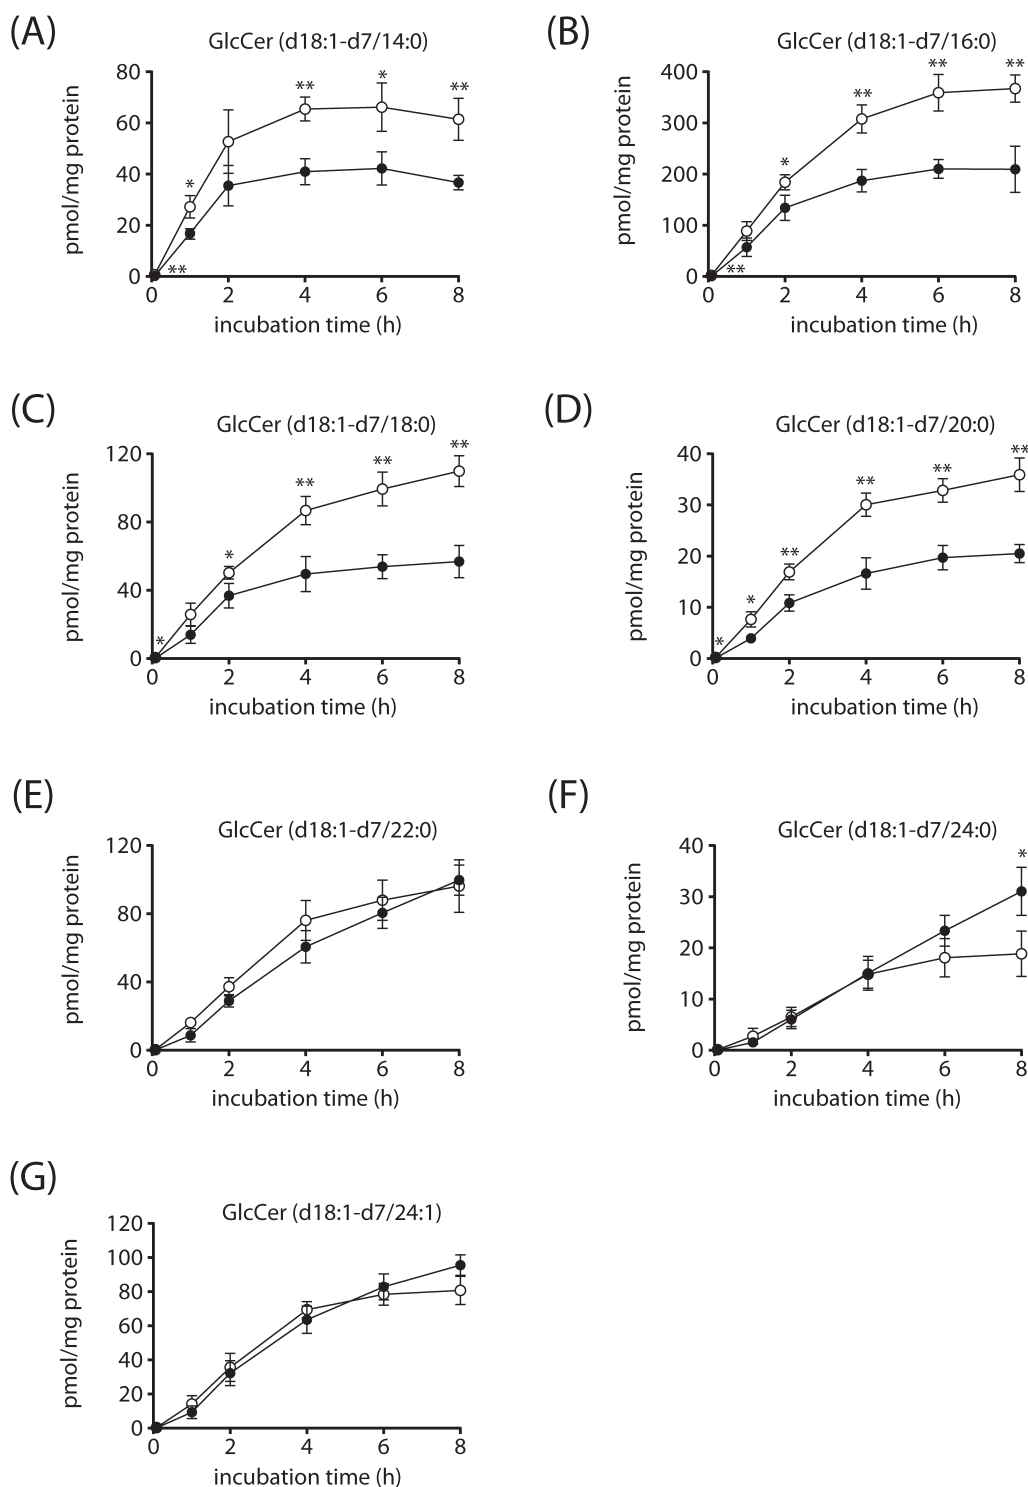 (A)
GlcCer (d18:1-d7/14:0)
pmol/mg protein
80
60
40
20
0
* ** * **
**
0 2 4 6 8
incubation time (h)
(B)
GlcCer (d18:1-d7/16:0)
pmol/mg protein
400
300
200
100
0
* ** ** **
**
0 2 4 6 8
incubation time (h)
(C)
GlcCer (d18:1-d7/18:0)
pmol/mg protein
120
80
40
0
* * ** ** **
0 2 4 6 8
incubation time (h)
(D)
GlcCer (d18:1-d7/20:0)
pmol/mg protein
40
30
20
10
0
* * ** ** ** **
0 2 4 6 8
incubation time (h)
(E)
GlcCer (d18:1-d7/22:0)
pmol/mg protein
120
80
40
0
0 2 4 6 8
incubation time (h)
(F)
GlcCer (d18:1-d7/24:0)
pmol/mg protein
40
30
20
10
0
*
0 2 4 6 8
incubation time (h)
(G)
GlcCer (d18:1-d7/24:1)
pmol/mg protein
120
100
80
60
40
20
0
0 2 4 6 8
incubation time (h)